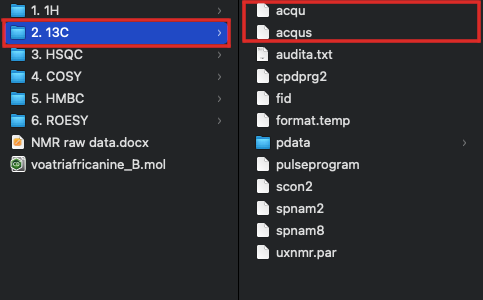 1. 1H
2. 13C
3. HSQC
4. COSY
5. HMBC
6. ROESY
NMR raw data.docx
voatriafricanine_B.mol
acqu
acqus
audita.txt
cpdprg2
fid
format.temp
pdata
pulseprogram
scon2
spnam2
spnam8
uxnmr.par